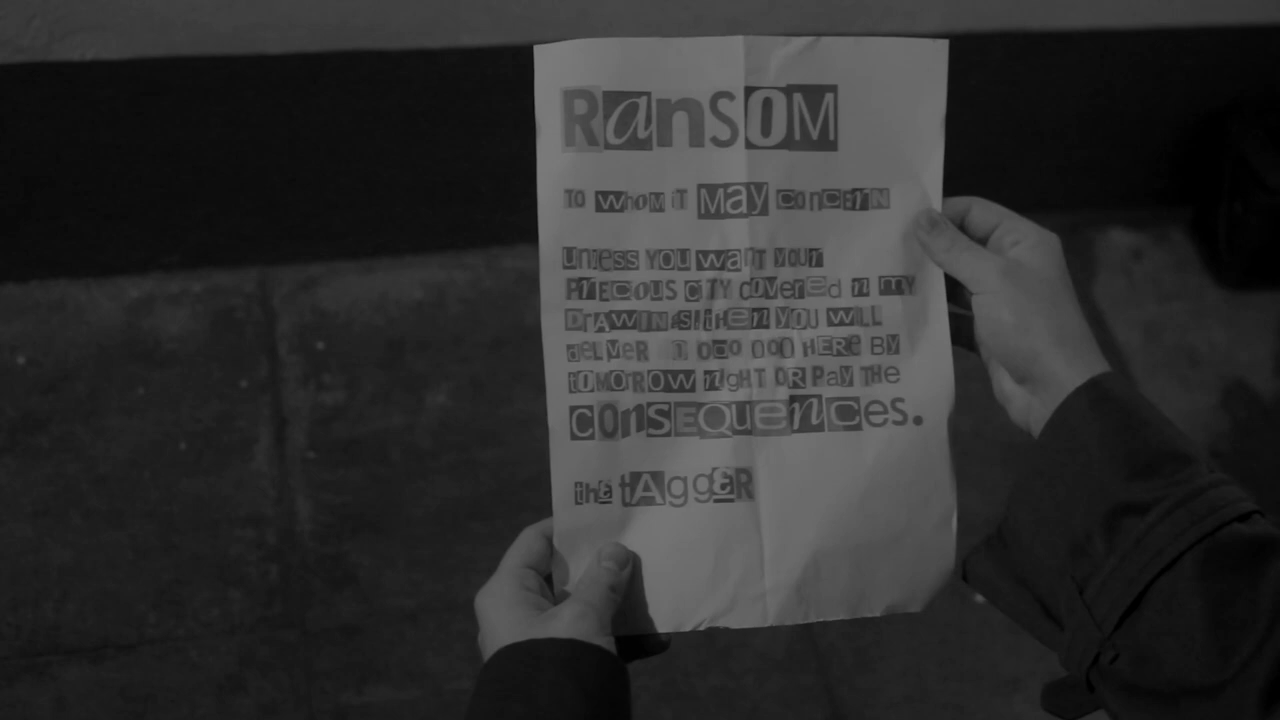 RanSOM
TO whOM iT MAy conceRN
unless YOU want your
PrECiOUS CiTY COVered in my
DrAWINgS, then yOU wiLL
deLiVeR 1 000 000 HERe BY
tOMOrROW nigHT OR PaY THe
CONSEQUences.
thE tAggER